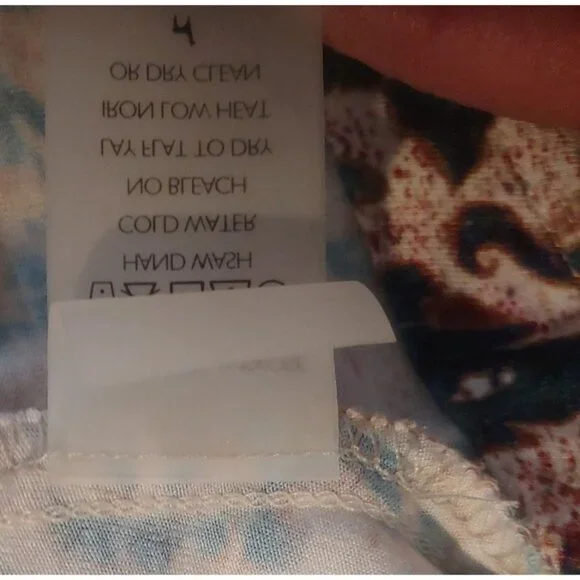 HAND WASH
COLD WATER
NO BLEACH
LAY FLAT TO DRY
IRON LOW HEAT
OR DRY CLEAN